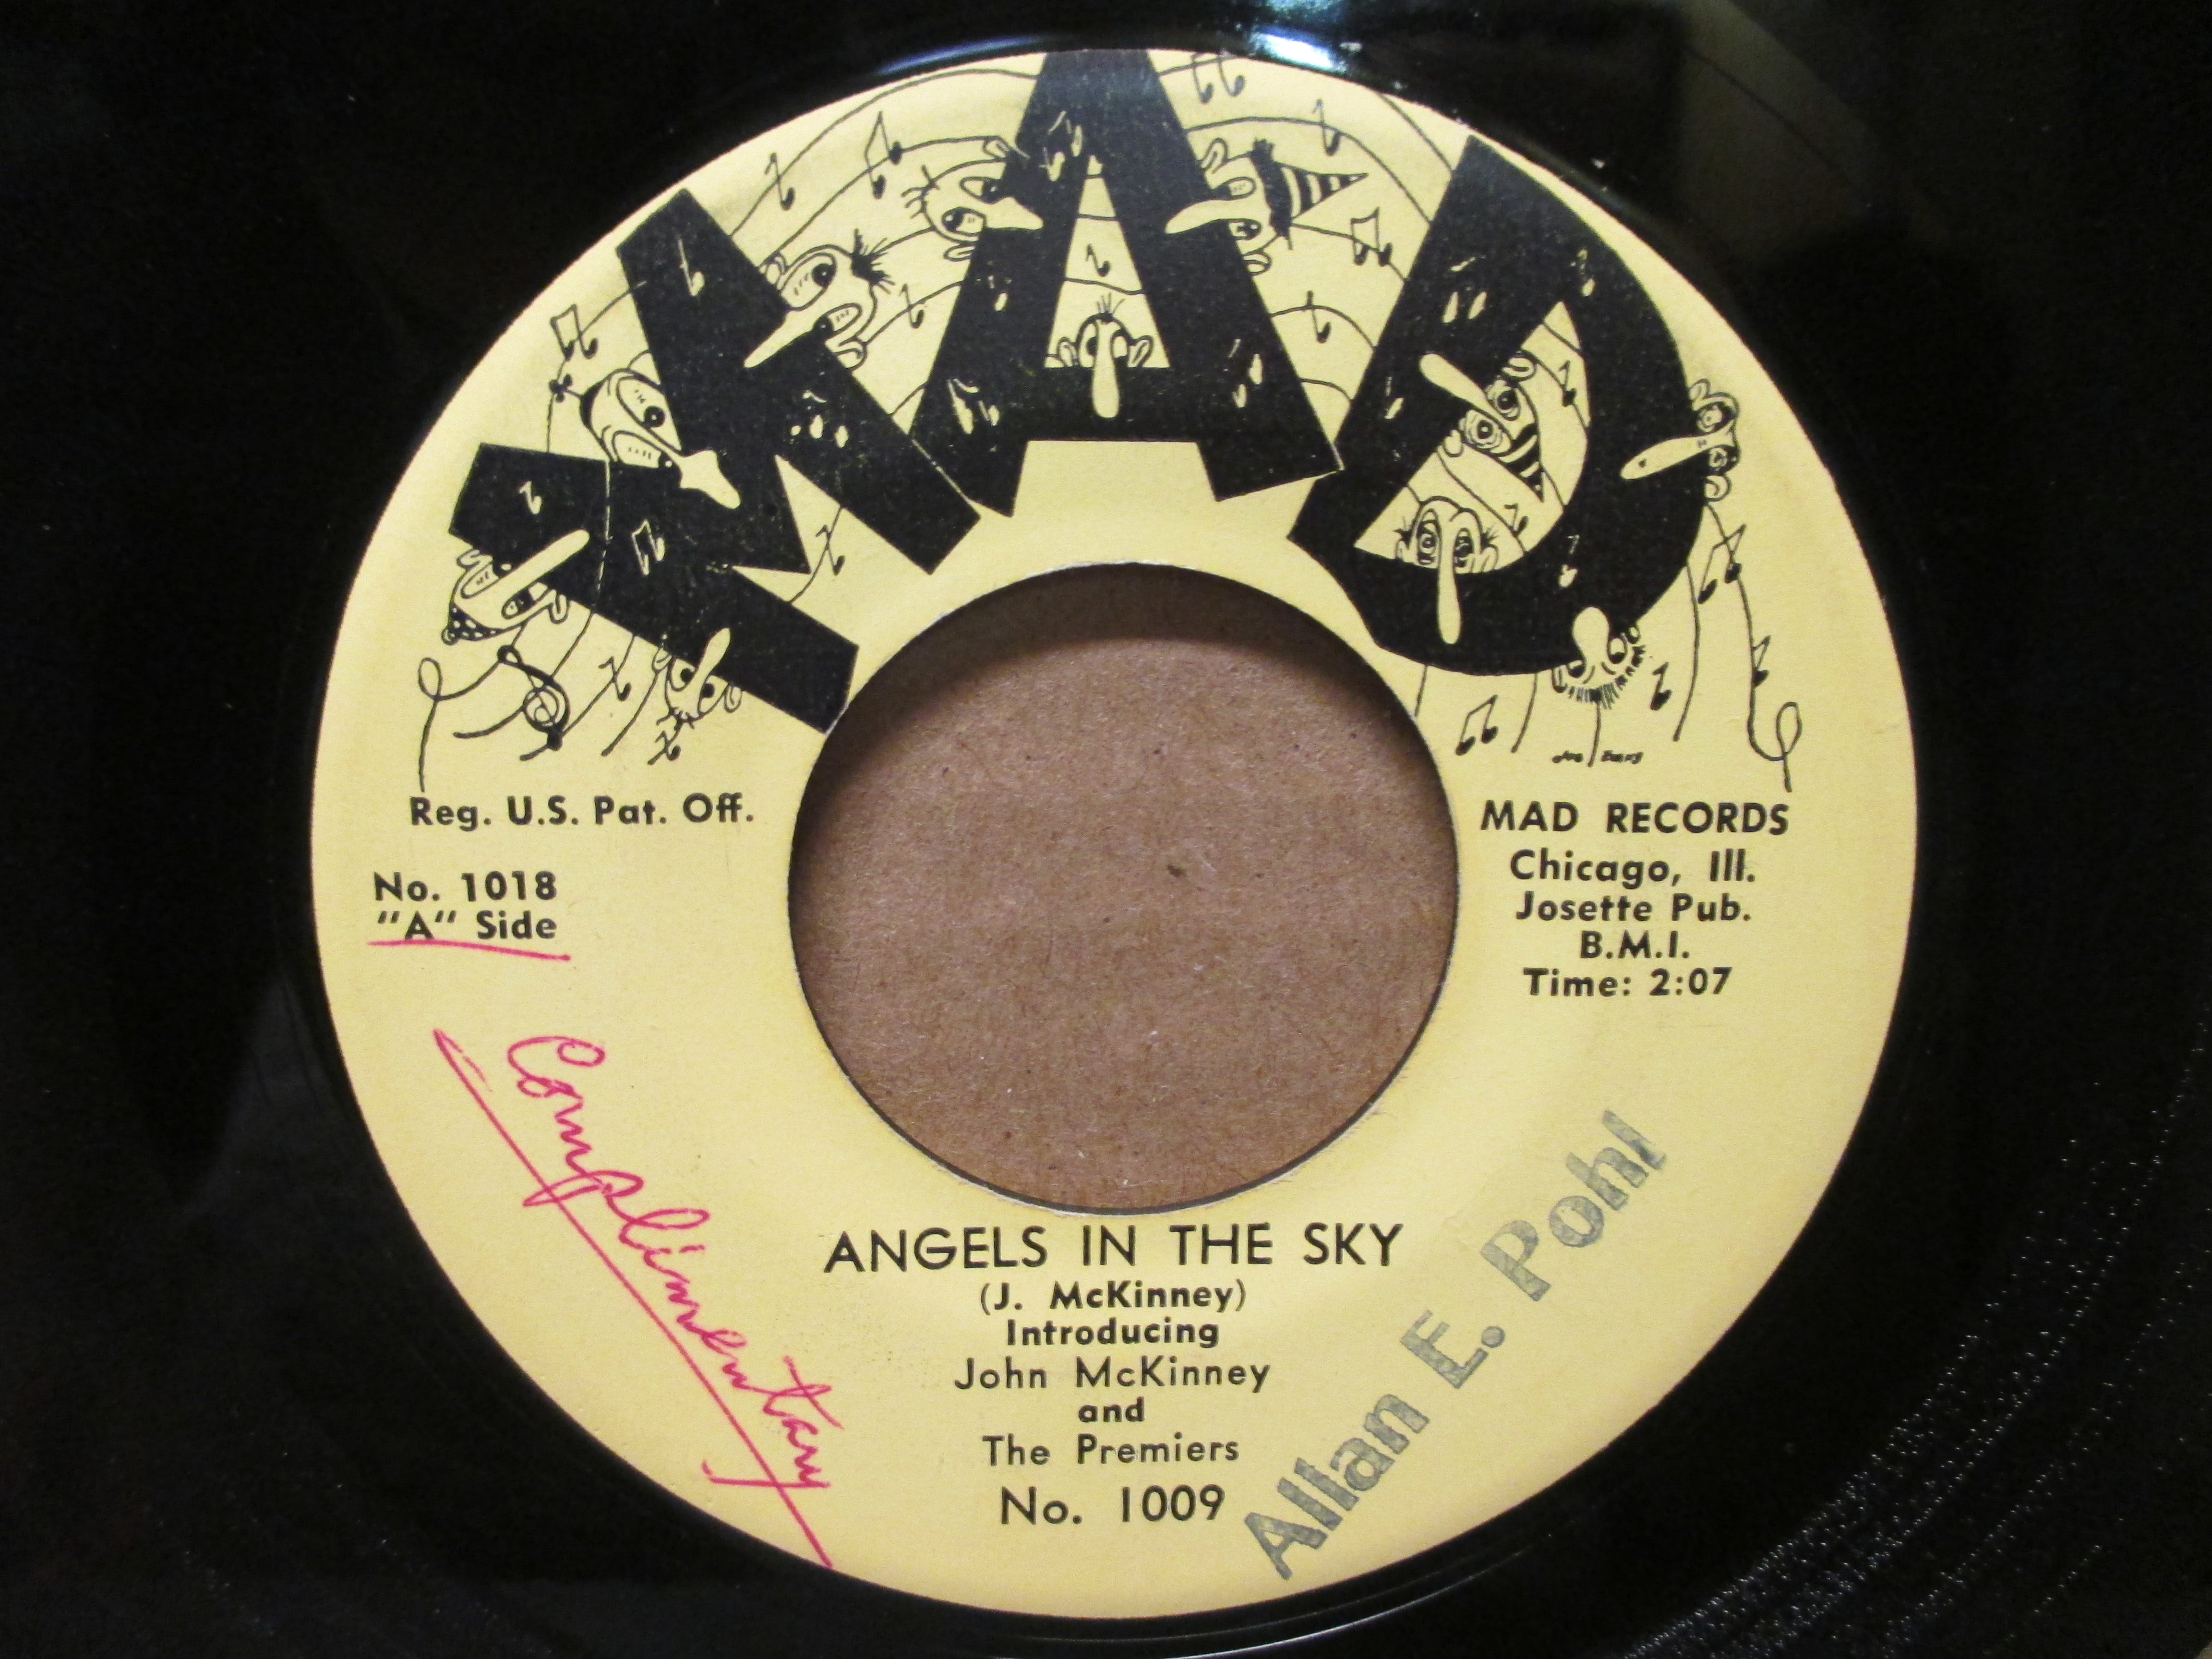 MAD
Reg. U.S. Pat. Off.
No. 1018
"A" Side
MAD RECORDS
Chicago, Ill.
Josette Pub.
B.M.I.
Time: 2:07
Complimentary
ANGELS IN THE SKY
(J. McKinney)
Introducing
John McKinney
and
The Premiers
No. 1009
Allan E. Pohl